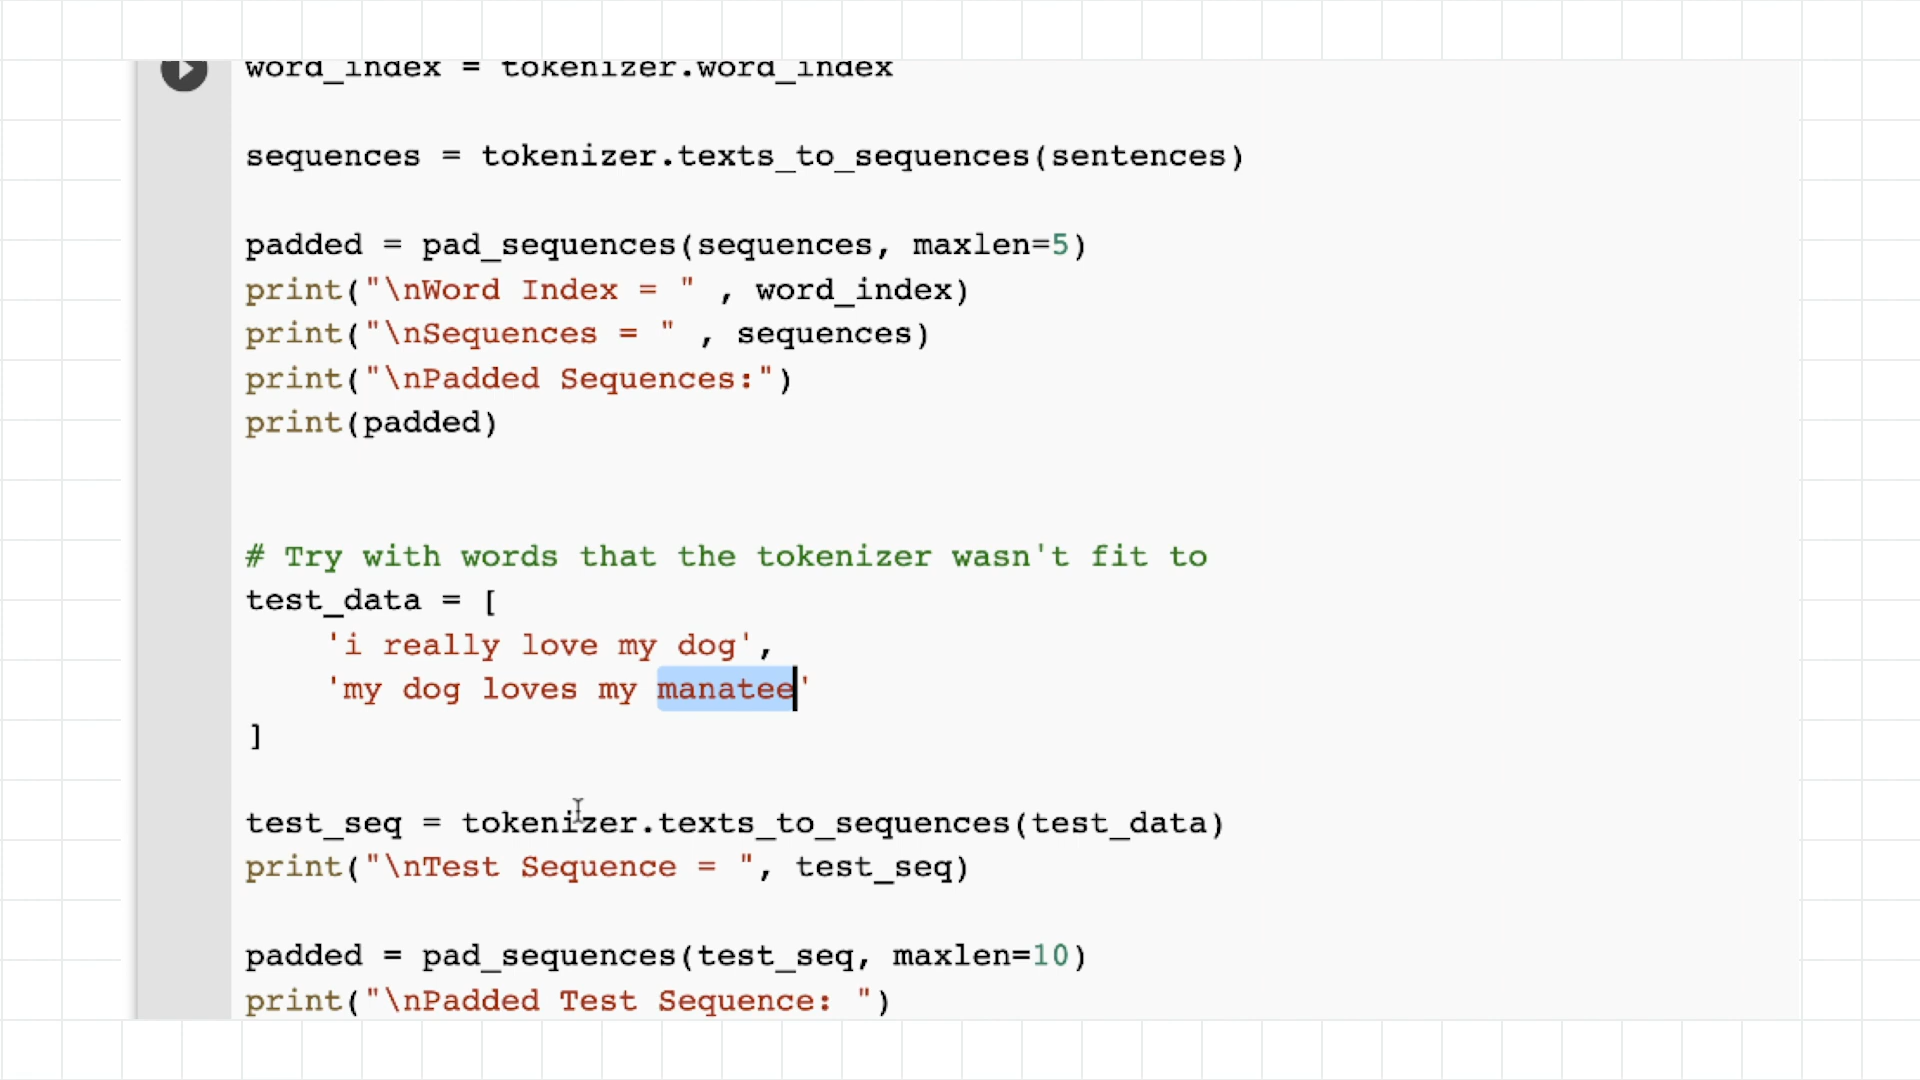 word_index = tokenizer.word_index
sequences = tokenizer.texts_to_sequences(sentences)
padded = pad_sequences(sequences, maxlen=5)
print("\nWord Index = " , word_index)
print("\nSequences = " , sequences)
print("\nPadded Sequences:")
print(padded)
# Try with words that the tokenizer wasn't fit to
test_data = [
'i really love my dog',
'my dog loves my manatee'
]
test_seq = tokenizer.texts_to_sequences(test_data)
print("\nTest Sequence = ", test_seq)
padded = pad_sequences(test_seq, maxlen=10)
print("\nPadded Test Sequence: ")